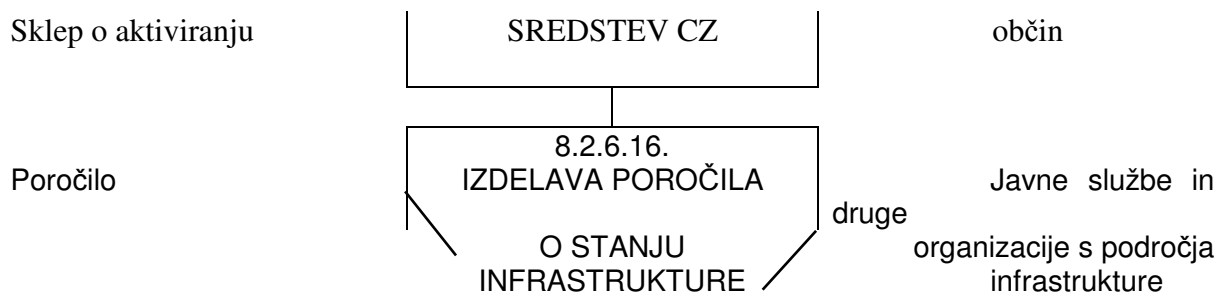 Sklep o aktiviranju SREDSTEV CZ občin
8.2.6.16.
Poročilo IZDELAVA POROČILA Javne službe in
druge
O STANJU organizacije s področja
INFRASTRUKTURE infrastrukture